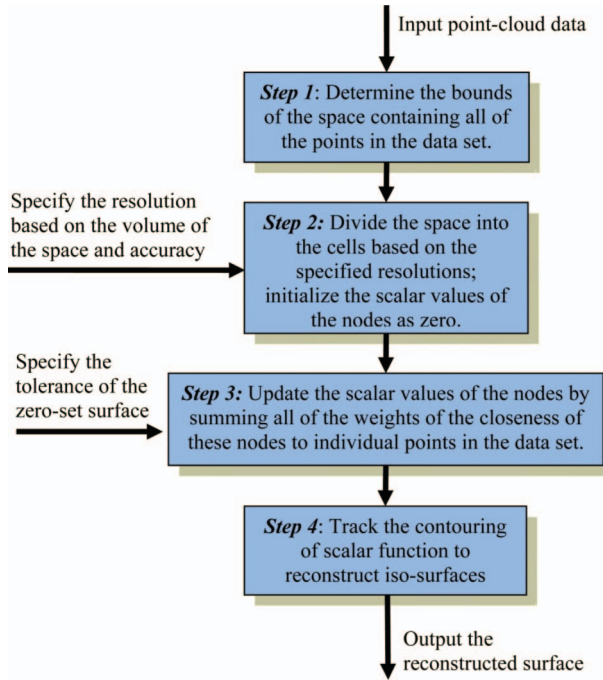 Input point-cloud data
Step 1: Determine the bounds
of the space containing all of
the points in the data set.
Specify the resolution
based on the volume of
the space and accuracy
Step 2: Divide the space into
the cells based on the
specified resolutions;
initialize the scalar values of
the nodes as zero.
Specify the
tolerance of the
zero-set surface
Step 3: Update the scalar values of the nodes by
summing all of the weights of the closeness of
these nodes to individual points in the data set.
Step 4: Track the contouring
of scalar function to
reconstruct iso-surfaces
Output the
reconstructed surface